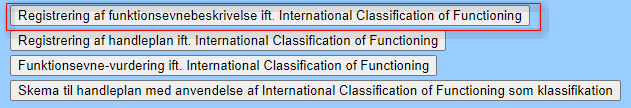 Registrering af funktionsevnebeskrivelse ift. International Classification of Functioning
Registrering af handleplan ift. International Classification of Functioning
Funktionsevne-vurdering ift. International Classification of Functioning
Skema til handleplan med anvendelse af International Classification of Functioning som klassifikation